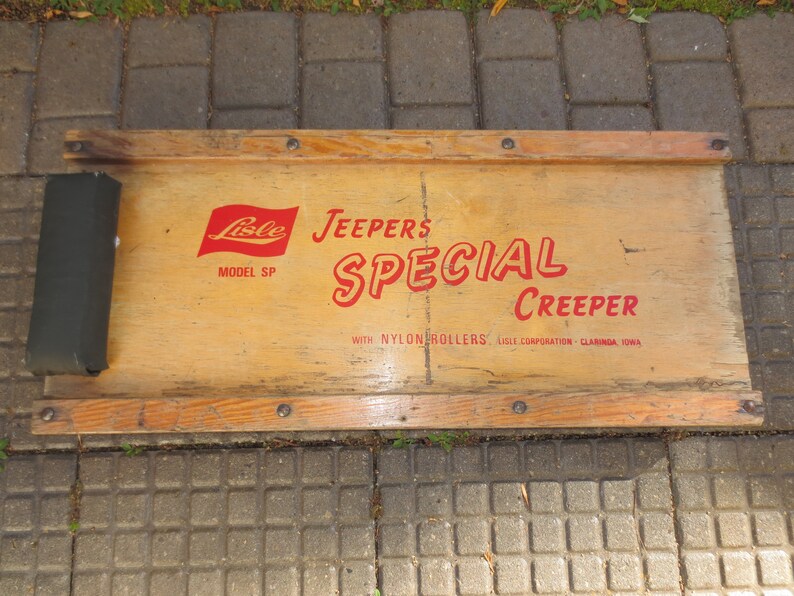 Lisle
MODEL SP
JEEPERS
SPECIAL
CREEPER
WITH NYLON ROLLERS LISLE CORPORATION - CLARINDA, IOWA